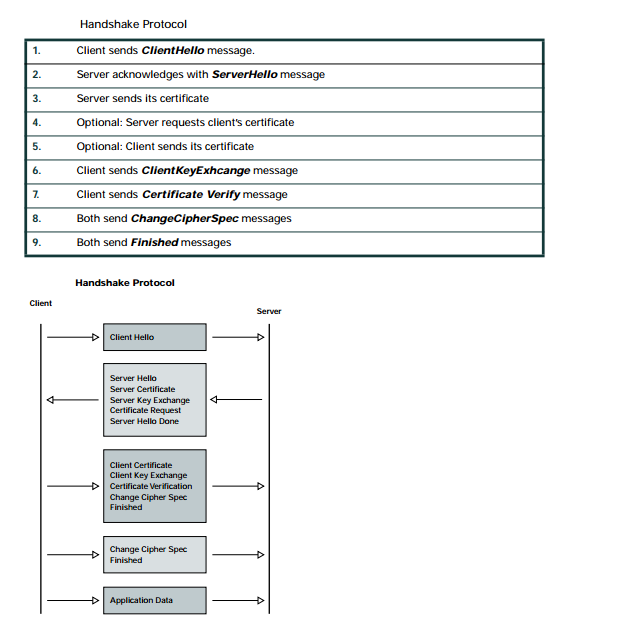 Handshake Protocol
1. Client sends ClientHello message.
2. Server acknowledges with ServerHello message
3. Server sends its certificate
4. Optional: Server requests client's certificate
5. Optional: Client sends its certificate
6. Client sends ClientKeyExhcange message
7. Client sends Certificate Verify message
8. Both send ChangeCipherSpec messages
9. Both send Finished messages
Handshake Protocol
Client
Server
Client Hello
Server Hello
Server Certificate
Server Key Exchange
Certificate Request
Server Hello Done
Client Certificate
Client Key Exchange
Certificate Verification
Change Cipher Spec
Finished
Change Cipher Spec
Finished
Application Data